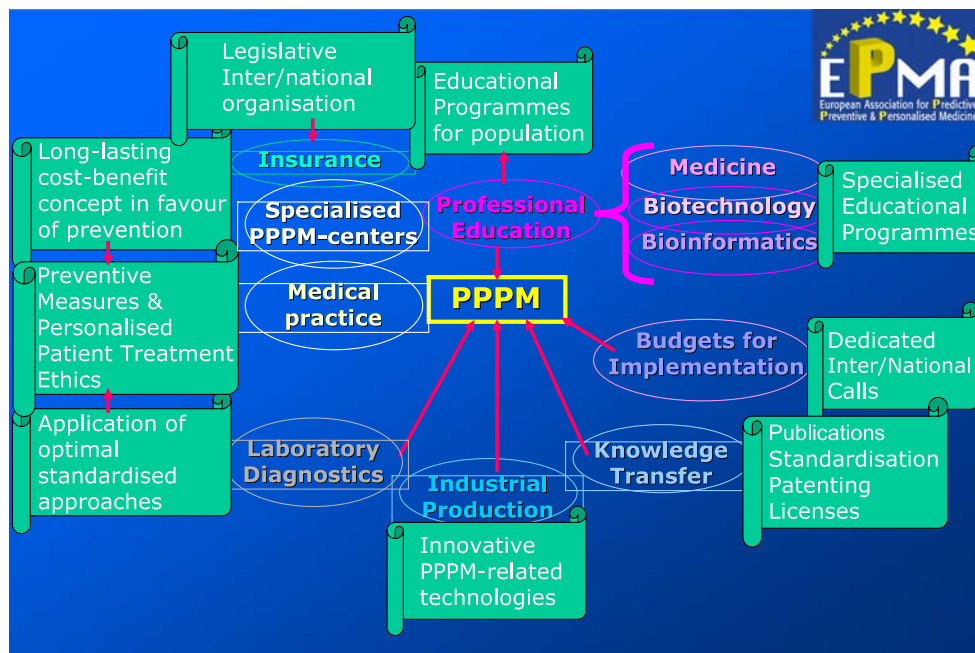 Legislative
Inter/national
organisation
Educational
Programmes
for population
EPMA
European Association for Predictive
Preventive & Personalised Medicine
Long-lasting
cost-benefit
concept in favour
of prevention
Insurance
Specialised
PPPM-centers
Professional
Education
Medicine
Biotechnology
Bioinformatics
Specialised
Educational
Programmes
Preventive
Measures &
Personalised
Patient Treatment
Ethics
Medical
practice
PPPM
Budgets for
Implementation
Dedicated
Inter/National
Calls
Application of
optimal
standardised
approaches
Laboratory
Diagnostics
Industrial
Production
Knowledge
Transfer
Publications
Standardisation
Patenting
Licenses
Innovative
PPPM-related
technologies